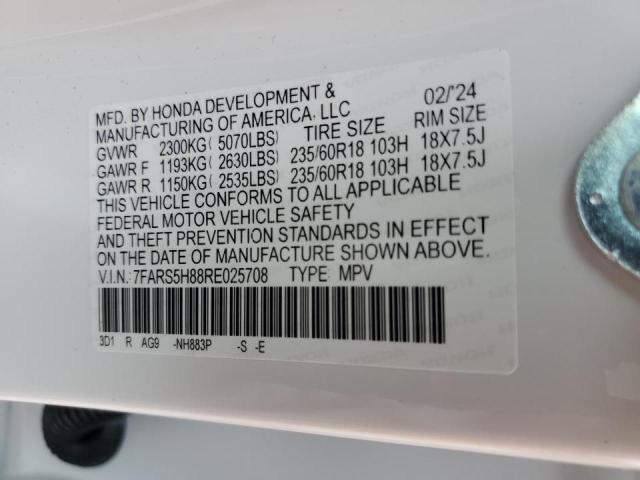 MFD. BY HONDA DEVELOPMENT & 02/'24
MANUFACTURING OF AMERICA, LLC
TIRE SIZE RIM SIZE
GVWR 2300KG( 5070LBS)
GAWR F 1193KG( 2630LBS) 235/60R18 103H 18X7.5J
GAWR R 1150KG( 2535LBS) 235/60R18 103H 18X7.5J
THIS VEHICLE CONFORMS TO ALL APPLICABLE
FEDERAL MOTOR VEHICLE SAFETY
AND THEFT PREVENTION STANDARDS IN EFFECT
ON THE DATE OF MANUFACTURE SHOWN ABOVE.
V.I.N.: 7FARS5H88RE025708 TYPE: MPV
3D1 R AG9 -NH883P -S -E